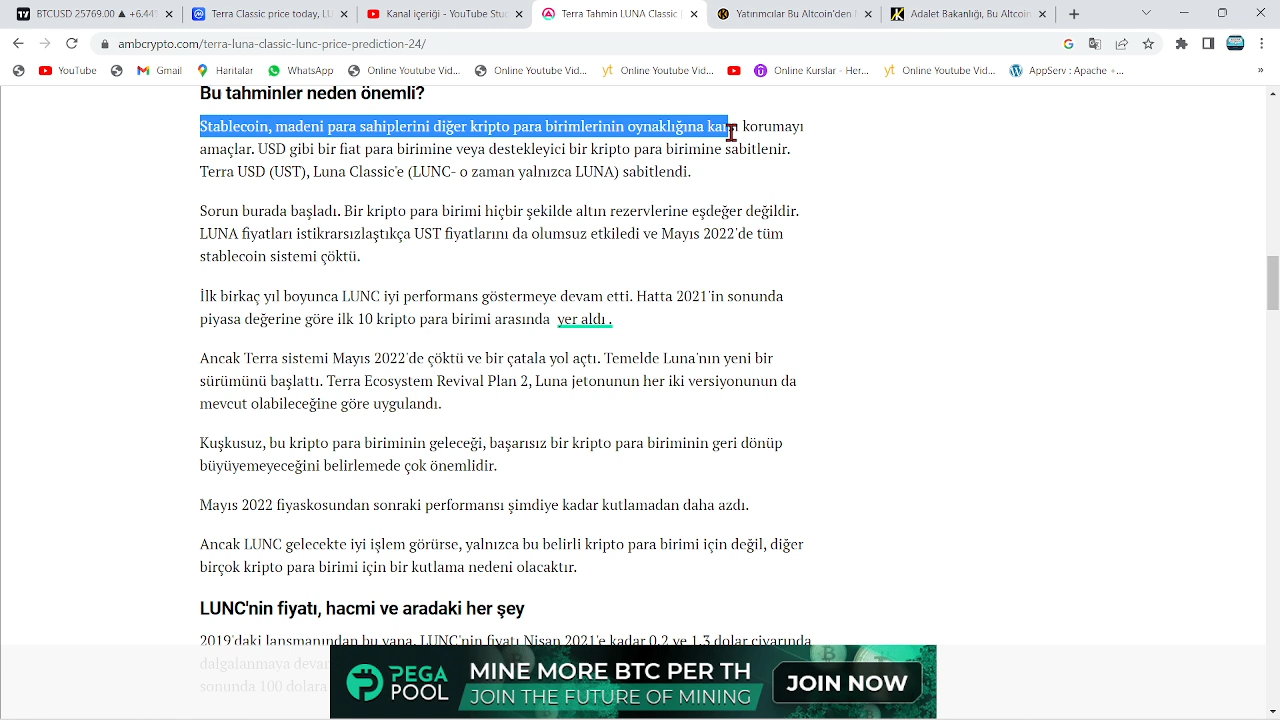 BTCUSD 25769.00 ▲ +6.44
Terra Classic price today, LU
Kanal içeriği - YouTube Stud
Terra Tahmin LUNA Classic [
Yatırımcılar Bu Altcoin'den
Adalet Bakanlığı Bu Altcoin
ambcrypto.com/terra-luna-classic-lunc-price-prediction-24/
YouTube
Gmail
Haritalar
WhatsApp
Online Youtube Vid...
Online Youtube Vid...
Online Youtube Vid...
Online Kurslar - Her...
Online Youtube Vid...
AppServ : Apache +...
»
Bu tahminler neden önemli?
Stablecoin, madeni para sahiplerini diğer kripto para birimlerinin oynaklığına karşı korumayı
amaçlar. USD gibi bir fiat para birimine veya destekleyici bir kripto para birimine sabitlenir.
Terra USD (UST), Luna Classic'e (LUNC- o zaman yalnızca LUNA) sabitlendi.
Sorun burada başladı. Bir kripto para birimi hiçbir şekilde altın rezervlerine eşdeğer değildir.
LUNA fiyatları istikrarsızlaştıkça UST fiyatlarını da olumsuz etkiledi ve Mayıs 2022'de tüm
stablecoin sistemi çöktü.
İlk birkaç yıl boyunca LUNC iyi performans göstermeye devam etti. Hatta 2021'in sonunda
piyasa değerine göre ilk 10 kripto para birimi arasında yer aldı .
Ancak Terra sistemi Mayıs 2022'de çöktü ve bir çatala yol açtı. Temelde Luna'nın yeni bir
sürümünü başlattı. Terra Ecosystem Revival Plan 2, Luna jetonunun her iki versiyonunun da
mevcut olabileceğine göre uygulandı.
Kuşkusuz, bu kripto para biriminin geleceği, başarısız bir kripto para biriminin geri dönüp
büyüyemeyeceğini belirlemede çok önemlidir.
Mayıs 2022 fiyaskosundan sonraki performansı şimdiye kadar kutlamadan daha azdı.
Ancak LUNC gelecekte iyi işlem görürse, yalnızca bu belirli kripto para birimi için değil, diğer
birçok kripto para birimi için bir kutlama nedeni olacaktır.
LUNC'nin fiyatı, hacmi ve aradaki her şey
2019'daki lansmanından bu yana, LUNC'nin fiyatı Nisan 2021'e kadar 0,2 ve 1,3 dolar civarında
dalgalanmaya devam
sonunda 100 dolara
PEGA POOL
MINE MORE BTC PER TH
JOIN THE FUTURE OF MINING
JOIN NOW